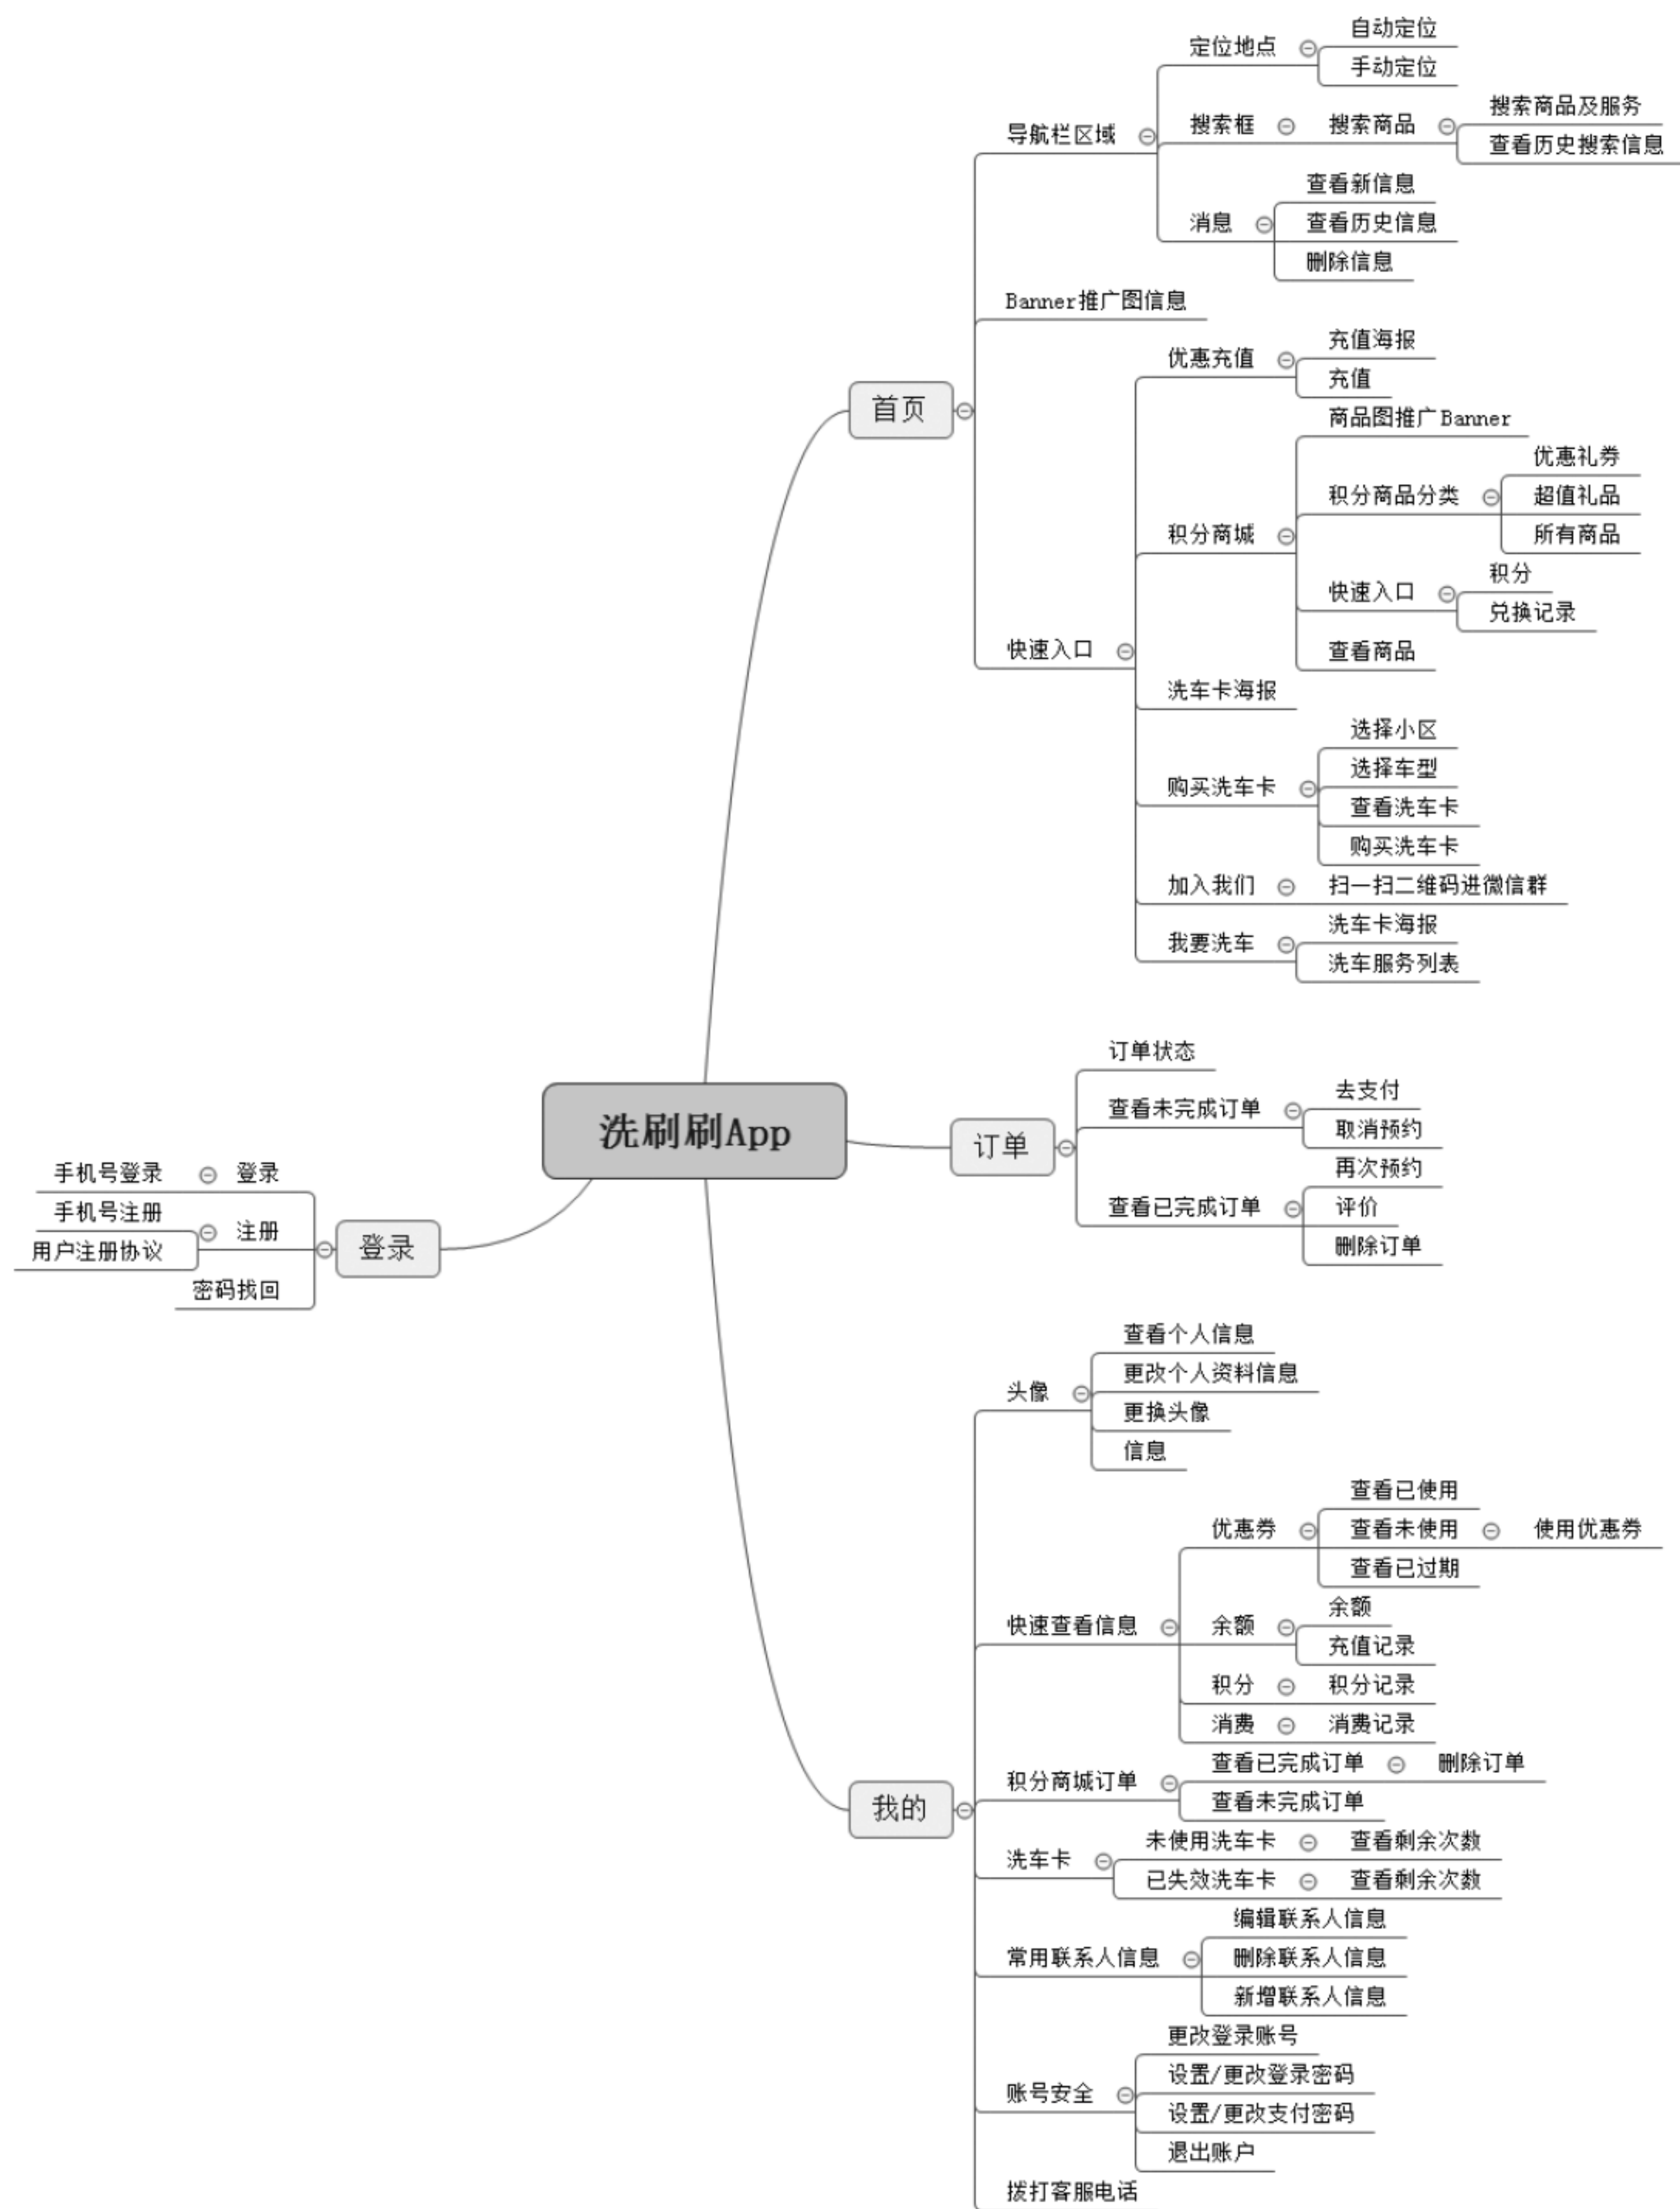 自动定位
定位地点
手动定位
搜索商品及服务
搜索框
搜索商品
查看历史搜索信息
导航栏区域
查看新信息
消息
查看历史信息
删除信息
Banner推广图信息
充值海报
优惠充值
充值
首页
商品图推广Banner
优惠礼券
积分商品分类
超值礼品
所有商品
积分商城
积分
快速入口
兑换记录
快速入口
查看商品
洗车卡海报
选择小区
选择车型
购买洗车卡
查看洗车卡
购买洗车卡
加入我们
扫一扫二维码进微信群
洗车卡海报
我要洗车
洗车服务列表
订单状态
去支付
查看未完成订单
取消预约
洗刷刷App
订单
再次预约
查看已完成订单
评价
删除订单
手机号登录
登录
手机号注册
注册
用户注册协议
登录
密码找回
查看个人信息
更改个人资料信息
头像
更换头像
信息
查看已使用
优惠券
查看未使用
使用优惠券
查看已过期
快速查看信息
余额
余额
充值记录
积分
积分记录
消费
消费记录
查看已完成订单
删除订单
积分商城订单
查看未完成订单
我的
未使用洗车卡
查看剩余次数
洗车卡
已失效洗车卡
查看剩余次数
编辑联系人信息
常用联系人信息
删除联系人信息
新增联系人信息
更改登录账号
设置/更改登录密码
账号安全
设置/更改支付密码
退出账户
拨打客服电话